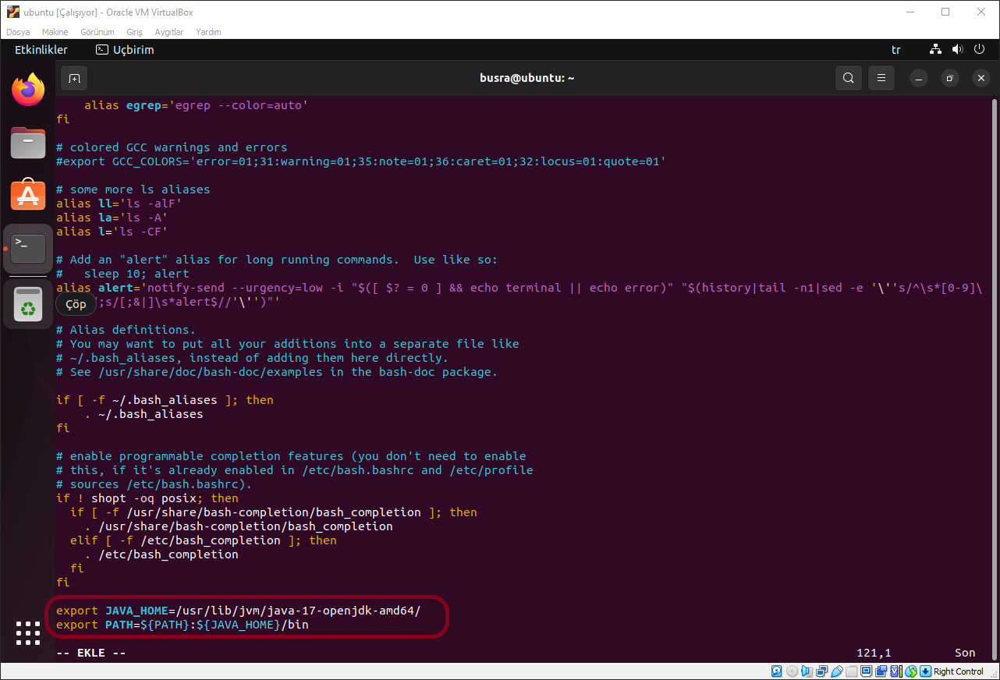 ubuntu [Çalışıyor] - Oracle VM VirtualBox
Dosya Makine Görünüm Giriş Aygıtlar Yardım
Etkinlikler Uçbirim tr
busra@ubuntu: ~
    alias egrep='egrep --color=auto'
fi
# colored GCC warnings and errors
#export GCC_COLORS='error=01;31:warning=01;35:note=01;36:caret=01;32:locus=01:quote=01'
# some more ls aliases
alias ll='ls -alF'
alias la='ls -A'
alias l='ls -CF'
# Add an "alert" alias for long running commands.  Use like so:
#   sleep 10; alert
alias alert='notify-send --urgency=low -i "$([ $? = 0 ] && echo terminal || echo error)" "$(history|tail -n1|sed -e '\''s/^\s*[0-9]\
Çöp ;s/[;&|]\s*alert$//'\'')"'
# Alias definitions.
# You may want to put all your additions into a separate file like
# ~/.bash_aliases, instead of adding them here directly.
# See /usr/share/doc/bash-doc/examples in the bash-doc package.
if [ -f ~/.bash_aliases ]; then
    . ~/.bash_aliases
fi
# enable programmable completion features (you don't need to enable
# this, if it's already enabled in /etc/bash.bashrc and /etc/profile
# sources /etc/bash.bashrc).
if ! shopt -oq posix; then
  if [ -f /usr/share/bash-completion/bash_completion ]; then
    . /usr/share/bash-completion/bash_completion
  elif [ -f /etc/bash_completion ]; then
    . /etc/bash_completion
  fi
fi
export JAVA_HOME=/usr/lib/jvm/java-17-openjdk-amd64/
export PATH=${PATH}:${JAVA_HOME}/bin
-- EKLE -- 121,1 Son
Right Control